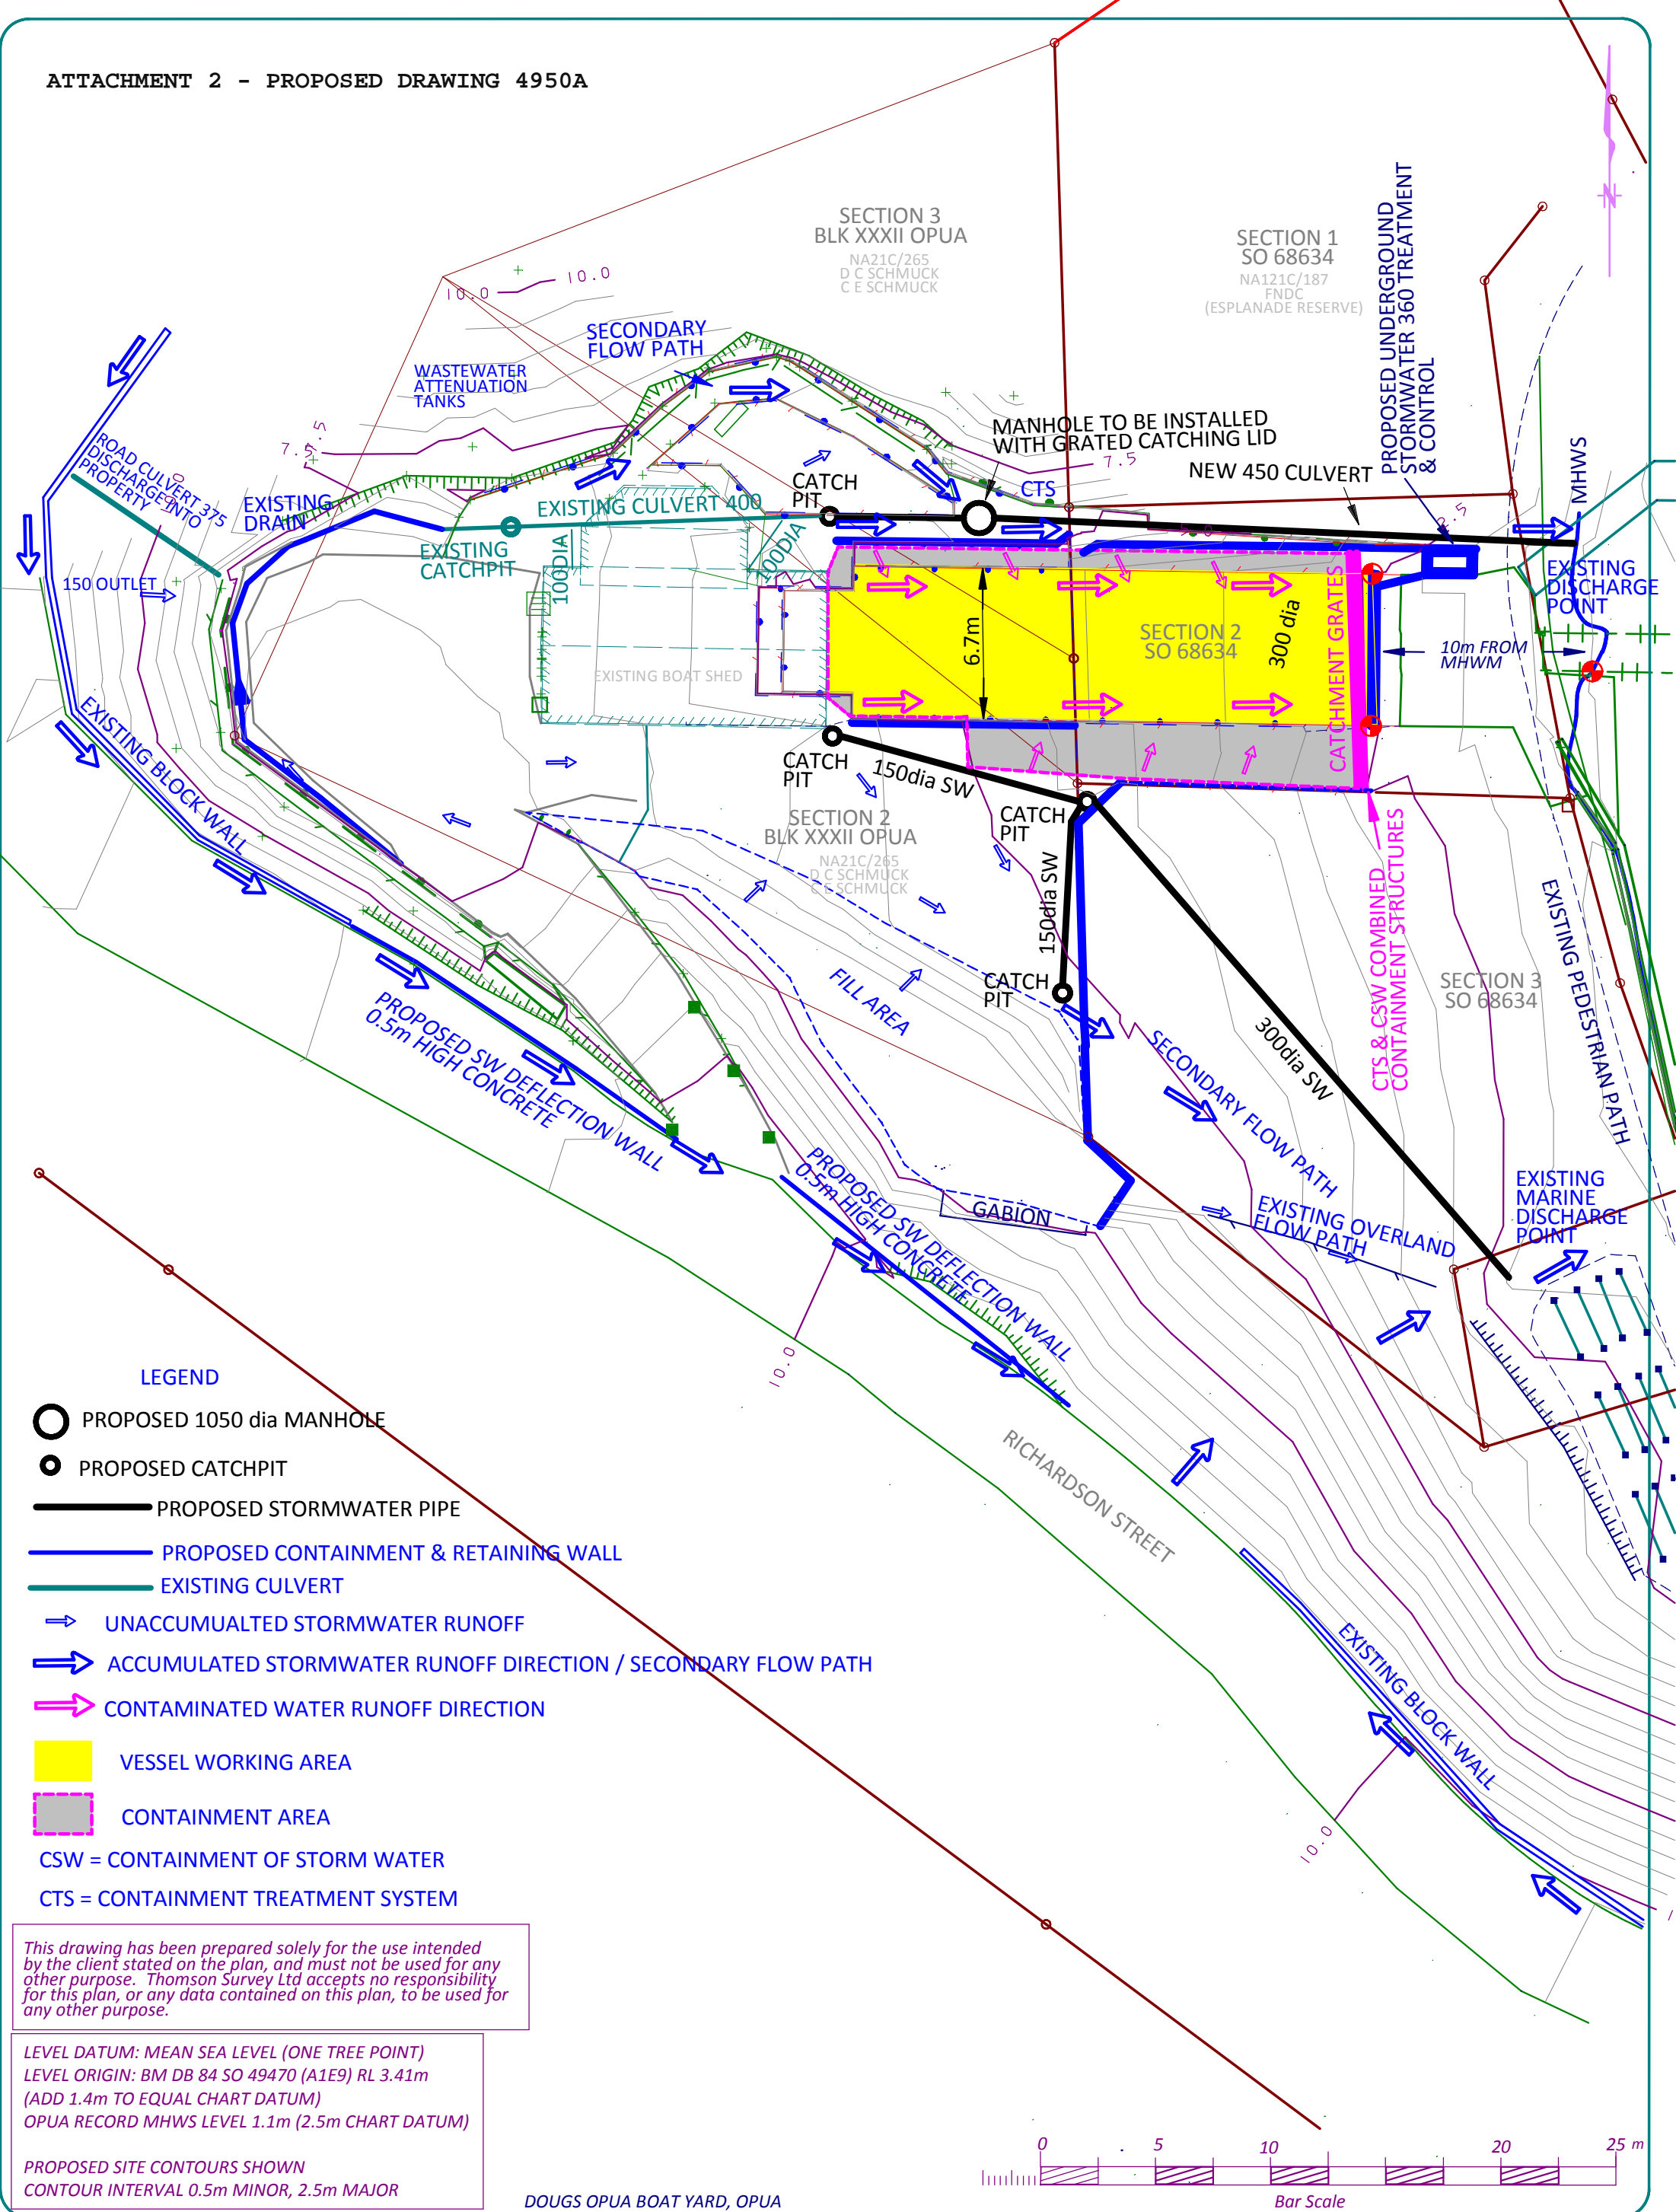 ATTACHMENT 2 - PROPOSED DRAWING 4950A
SECTION 3
BLK XXXII OPUA
NA21C/265
D C SCHMUCK
C E SCHMUCK
SECTION 1
SO 68634
NA121C/187
FNDC
(ESPLANADE RESERVE)
PROPOSED UNDERGROUND
STORMWATER 360 TREATMENT
& CONTROL
N
10.0
10.0
SECONDARY
FLOW PATH
WASTEWATER
ATTENUATION
TANKS
7.5
7.5
ROAD CULVERT 375
DISCHARGE INTO
PROPERTY
EXISTING
DRAIN
EXISTING CULVERT 400
EXISTING
CATCHPIT
100DIA
100DIA
CATCH
PIT
MANHOLE TO BE INSTALLED
WITH GRATED CATCHING LID
7.5
CTS
NEW 450 CULVERT
2.5
MHWS
150 OUTLET
EXISTING
DISCHARGE
POINT
6.7m
SECTION 2
SO 68634
300 dia
CATCHMENT GRATES
10m FROM
MHWM
EXISTING BOAT SHED
EXISTING BLOCK WALL
CATCH
PIT
150dia SW
CATCH
PIT
SECTION 2
BLK XXXII OPUA
NA21C/265
D C SCHMUCK
C E SCHMUCK
150dia SW
CATCH
PIT
CTS & CSW COMBINED
CONTAINMENT STRUCTURES
SECTION 3
SO 68634
EXISTING PEDESTRIAN PATH
FILL AREA
300dia SW
SECONDARY FLOW PATH
PROPOSED SW DEFLECTION WALL
0.5m HIGH CONCRETE
PROPOSED SW DEFLECTION WALL
0.5m HIGH CONCRETE
GABION
EXISTING OVERLAND
FLOW PATH
EXISTING
MARINE
DISCHARGE
POINT
10.0
RICHARDSON STREET
EXISTING BLOCK WALL
10.0
LEGEND
PROPOSED 1050 dia MANHOLE
PROPOSED CATCHPIT
PROPOSED STORMWATER PIPE
PROPOSED CONTAINMENT & RETAINING WALL
EXISTING CULVERT
UNACCUMUALTED STORMWATER RUNOFF
ACCUMULATED STORMWATER RUNOFF DIRECTION / SECONDARY FLOW PATH
CONTAMINATED WATER RUNOFF DIRECTION
VESSEL WORKING AREA
CONTAINMENT AREA
CSW = CONTAINMENT OF STORM WATER
CTS = CONTAINMENT TREATMENT SYSTEM
This drawing has been prepared solely for the use intended
by the client stated on the plan, and must not be used for any
other purpose. Thomson Survey Ltd accepts no responsibility
for this plan, or any data contained on this plan, to be used for
any other purpose.
LEVEL DATUM: MEAN SEA LEVEL (ONE TREE POINT)
LEVEL ORIGIN: BM DB 84 SO 49470 (A1E9) RL 3.41m
(ADD 1.4m TO EQUAL CHART DATUM)
OPUA RECORD MHWS LEVEL 1.1m (2.5m CHART DATUM)
PROPOSED SITE CONTOURS SHOWN
CONTOUR INTERVAL 0.5m MINOR, 2.5m MAJOR
DOUGS OPUA BOAT YARD, OPUA
0 5 10 20 25 m
Bar Scale